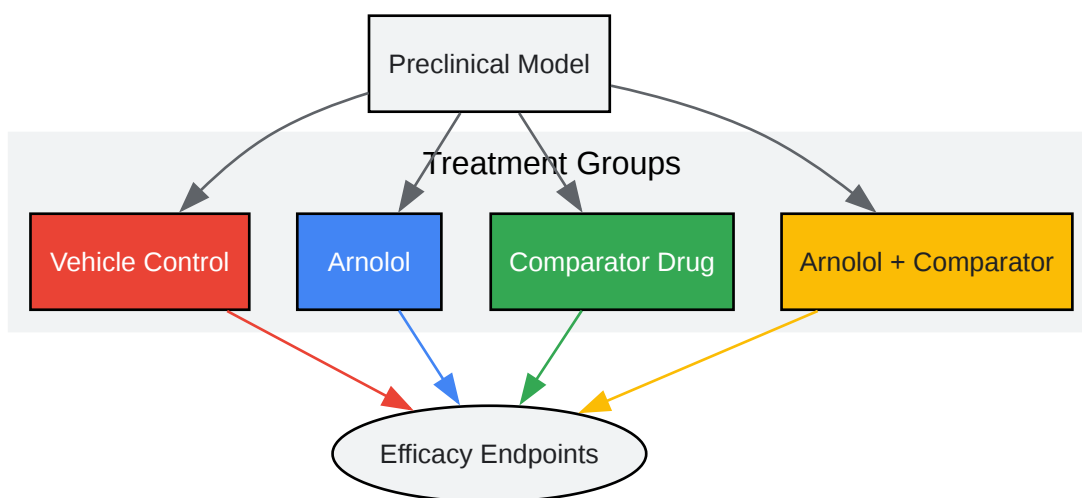 Preclinical Model
Treatment Groups
Vehicle Control
Arnolol
Comparator Drug
Arnolol + Comparator
Efficacy Endpoints